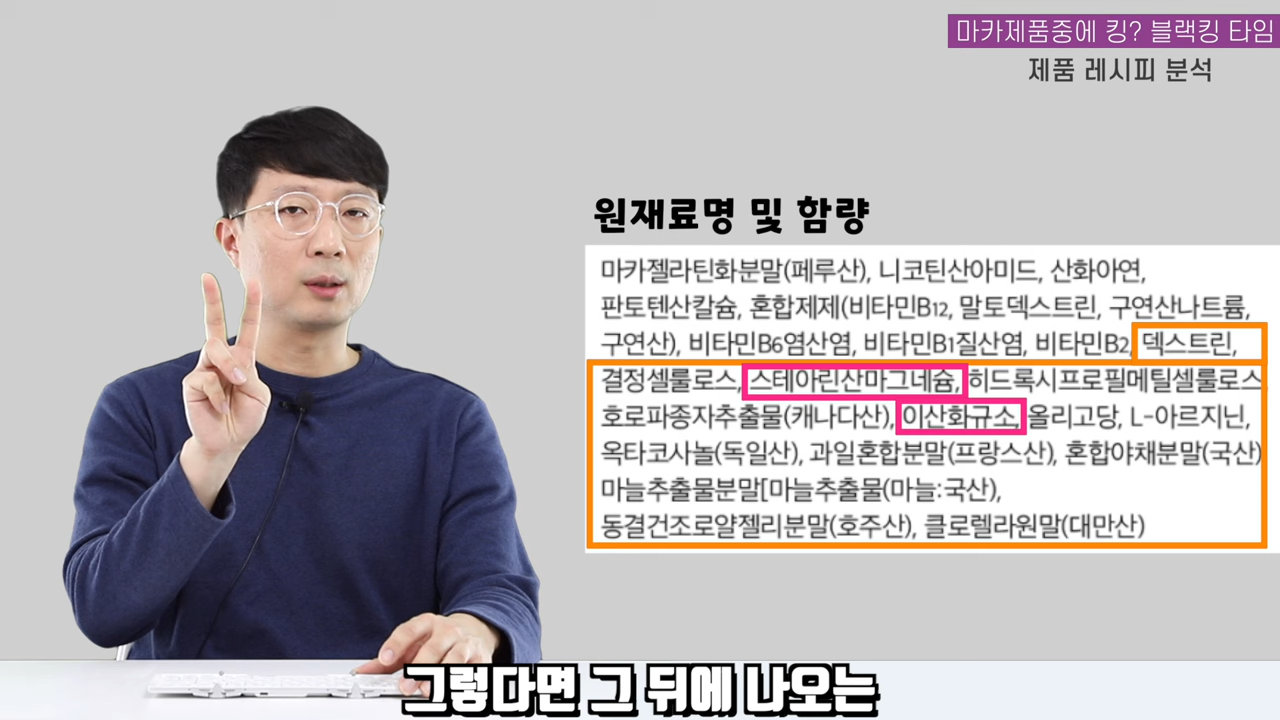 마카제품중에 킹? 블랙킹 타임
제품 레시피 분석
원재료명 및 함량
마카젤라틴화분말(페루산), 니코틴산아미드, 산화아연,
판토텐산칼슘, 혼합제제(비타민B12, 말토덱스트린, 구연산나트륨,
구연산), 비타민B6염산염, 비타민B1질산염, 비타민B2, 덱스트린,
결정셀룰로스, 스테아린산마그네슘, 히드록시프로필메틸셀룰로스
호로파종자추출물(캐나다산), 이산화규소, 올리고당, L-아르지닌,
옥타코사놀(독일산), 과일혼합분말(프랑스산), 혼합야채분말(국산)
마늘추출물분말[마늘추출물(마늘:국산),
동결건조로얄젤리분말(호주산), 클로렐라원말(대만산)
그렇다면 그 뒤에 나오는